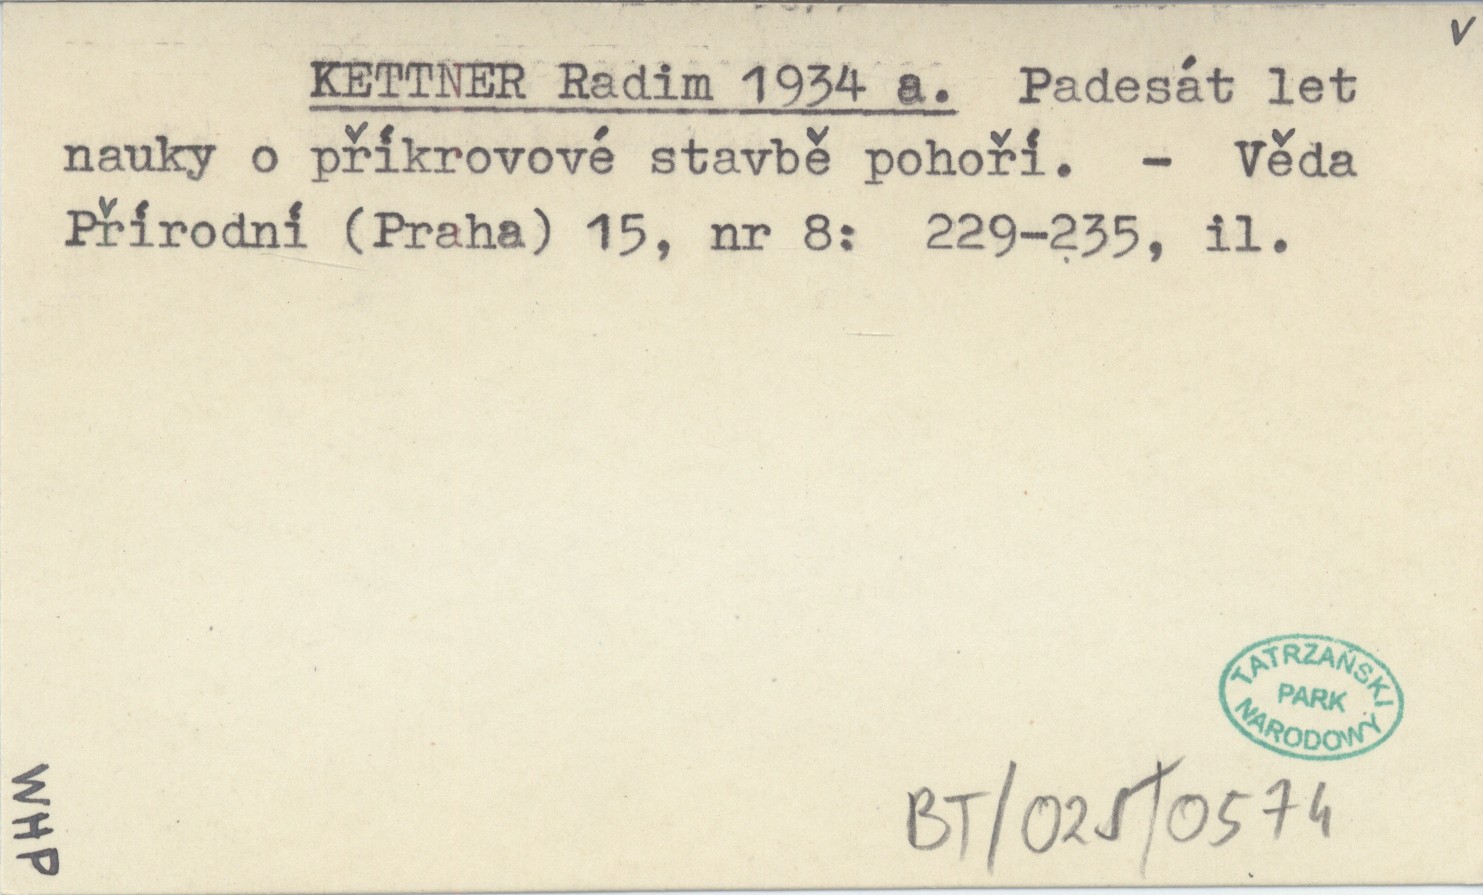 v
KETTNER Radim 1934 a. Padesát let
nauky o příkrovové stavbě pohoří. - Věda
Přírodní (Praha) 15, nr 8: 229-235, il.
TATRZAŃSKI
PARK
NARODOWY
BT/025/0574
WHP